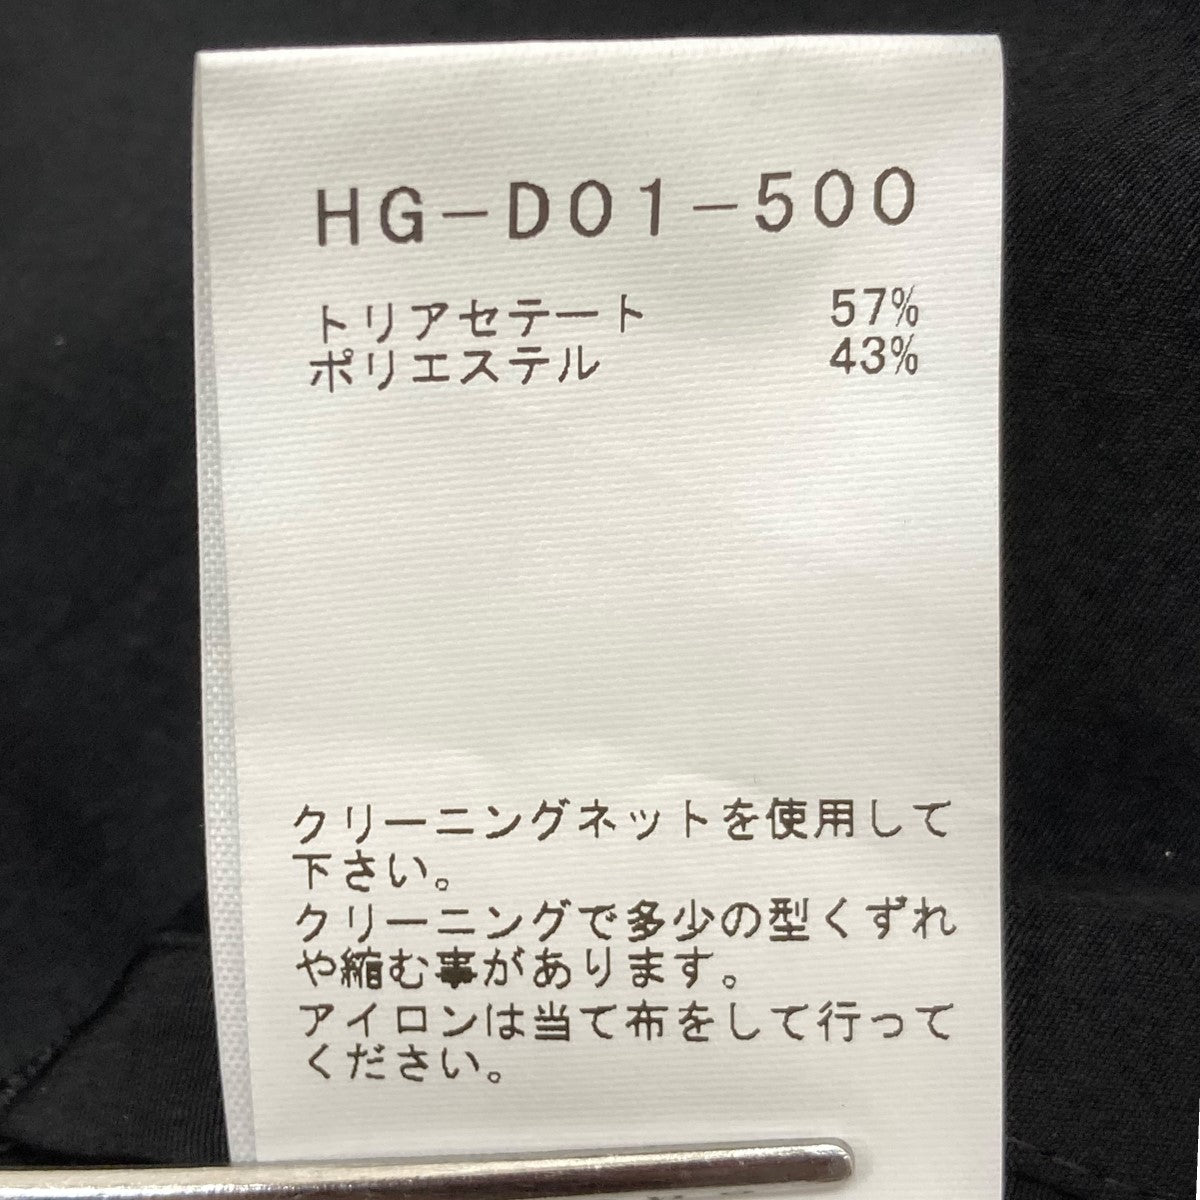 HG-D01-500
トリアセテート 57%
ポリエステル 43%
クリーニングネットを使用して
下さい。
クリーニングで多少の型くずれ
や縮む事があります。
アイロンは当て布をして行って
ください。